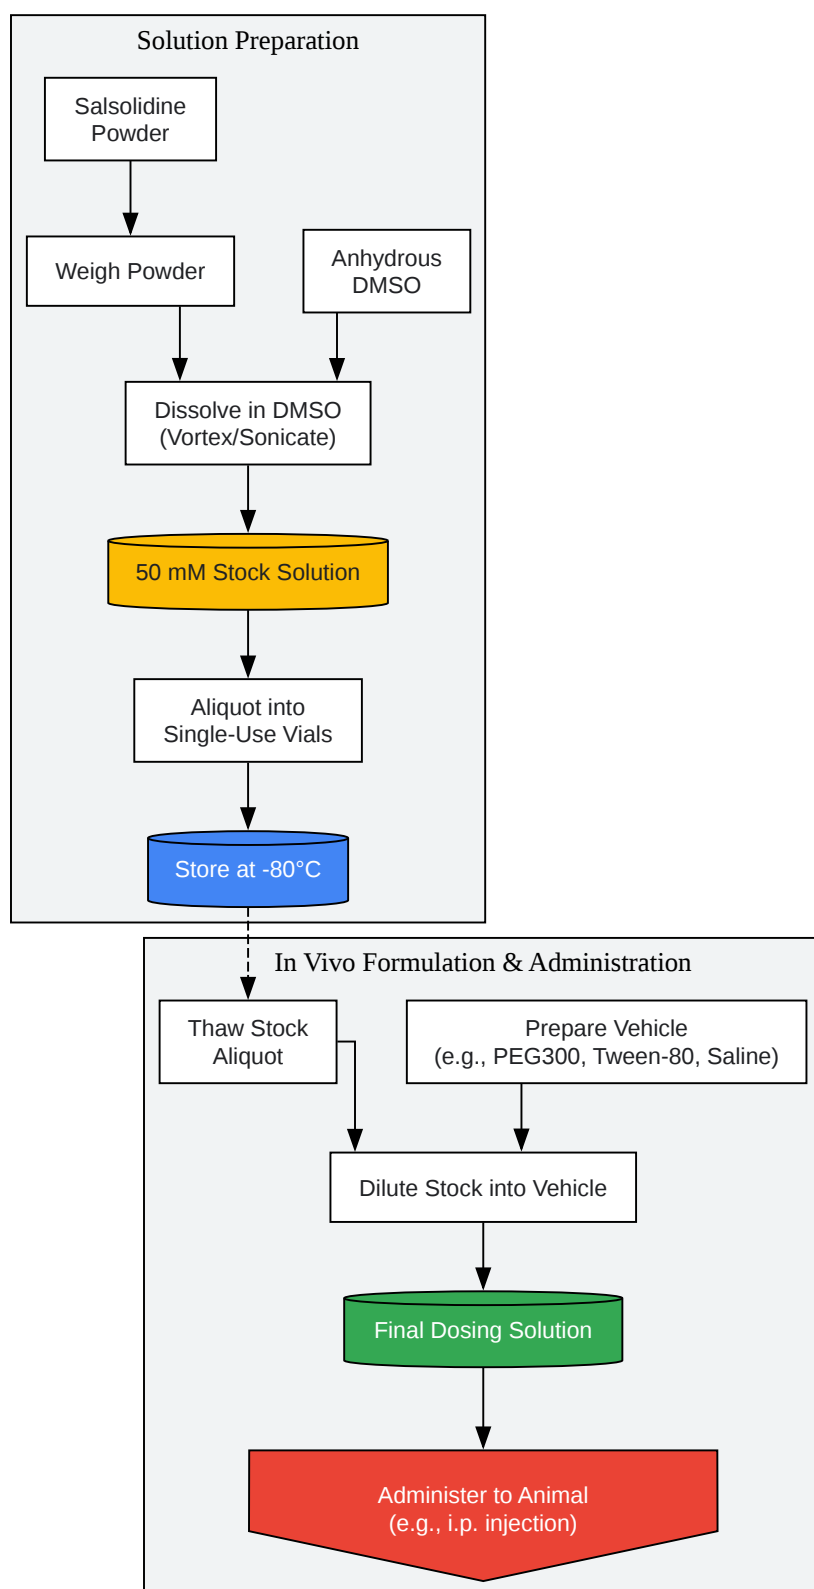 Solution Preparation
Salsolidine
Powder
Weigh Powder
Anhydrous
DMSO
Dissolve in DMSO
(Vortex/Sonicate)
50 mM Stock Solution
Aliquot into
Single-Use Vials
Store at -80°C
In Vivo Formulation & Administration
Thaw Stock
Aliquot
Prepare Vehicle
(e.g., PEG300, Tween-80, Saline)
Dilute Stock into Vehicle
Final Dosing Solution
Administer to Animal
(e.g., i.p. injection)